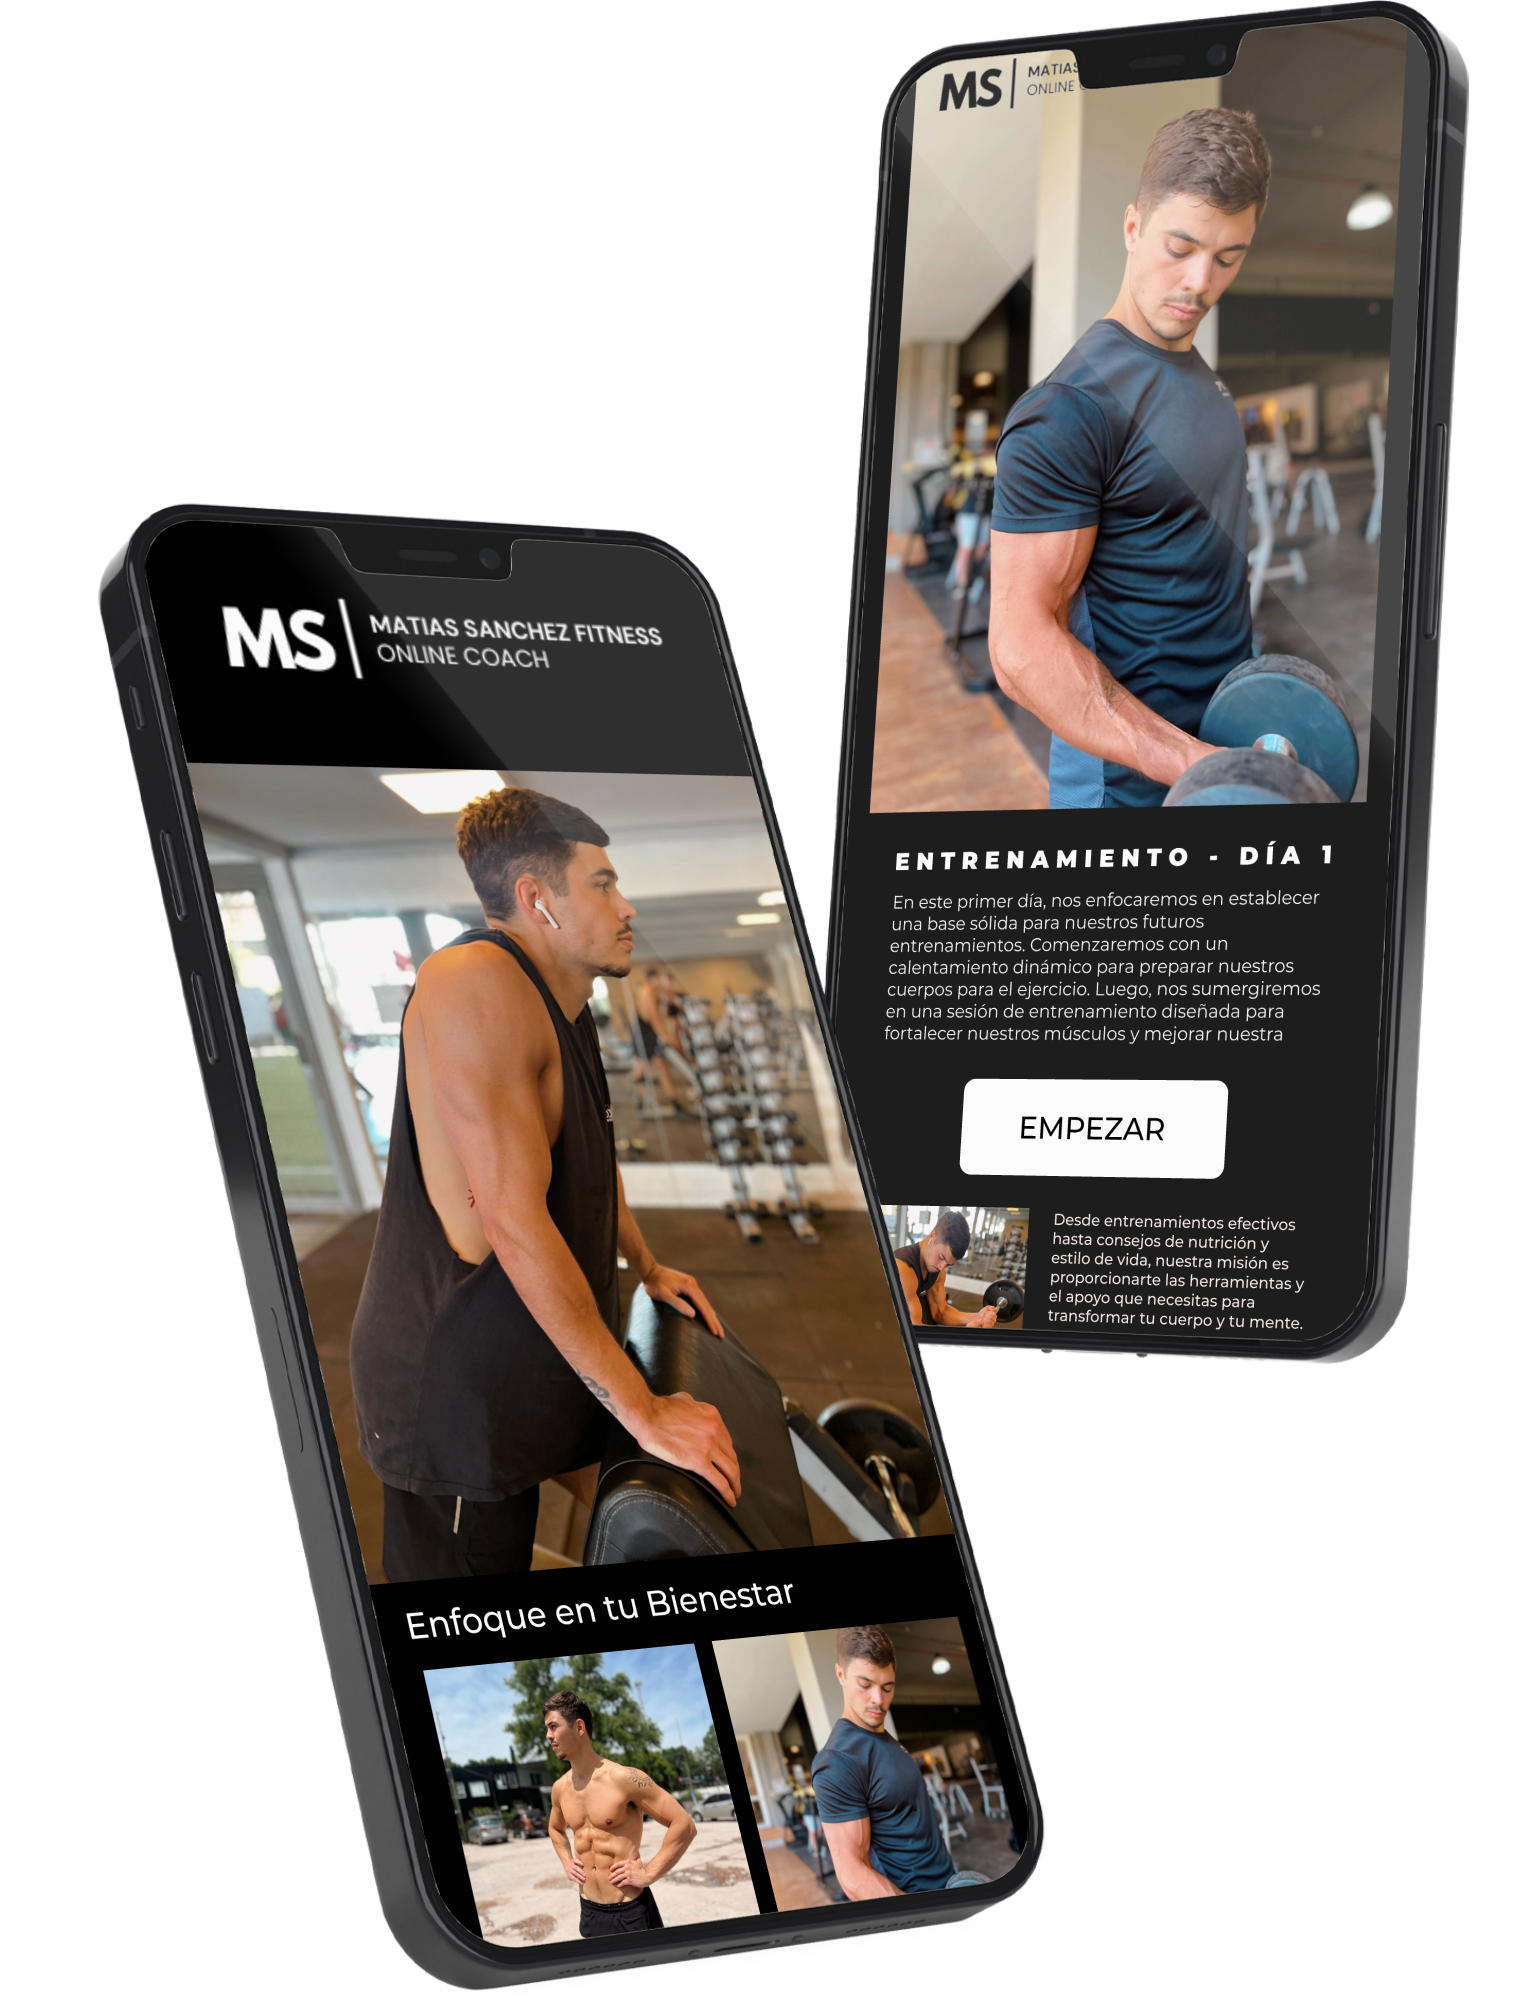 MS
MATIAS SANCHEZ FITNESS
ONLINE COACH
Enfoque en tu Bienestar
MS
MATIAS
ONLINE
ENTRENAMIENTO - DÍA 1
En este primer día, nos enfocaremos en establecer
una base sólida para nuestros futuros
entrenamientos. Comenzaremos con un
calentamiento dinámico para preparar nuestros
cuerpos para el ejercicio. Luego, nos sumergiremos
en una sesión de entrenamiento diseñada para
fortalecer nuestros músculos y mejorar nuestra
EMPEZAR
Desde entrenamientos efectivos
hasta consejos de nutrición y
estilo de vida, nuestra misión es
proporcionarte las herramientas y
el apoyo que necesitas para
transformar tu cuerpo y tu mente.